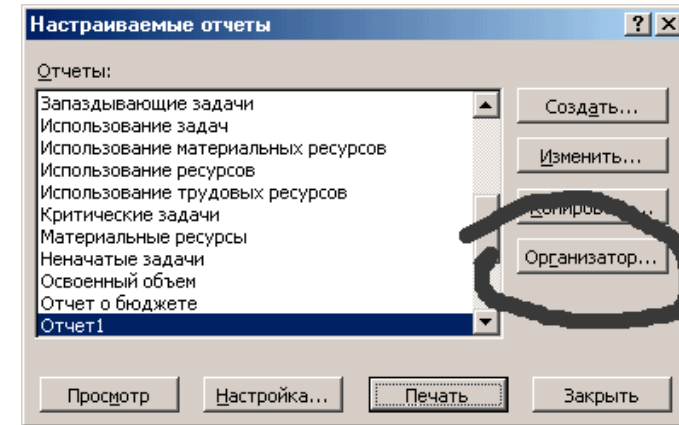 Настраиваемые отчеты
Отчеты:
Запаздывающие задачи
Использование задач
Использование материальных ресурсов
Использование ресурсов
Использование трудовых ресурсов
Критические задачи
Материальные ресурсы
Неначатые задачи
Освоенный объем
Отчет о бюджете
Отчет1
Создать...
Изменить...
Организатор...
Просмотр
Настройка...
Печать
Закрыть